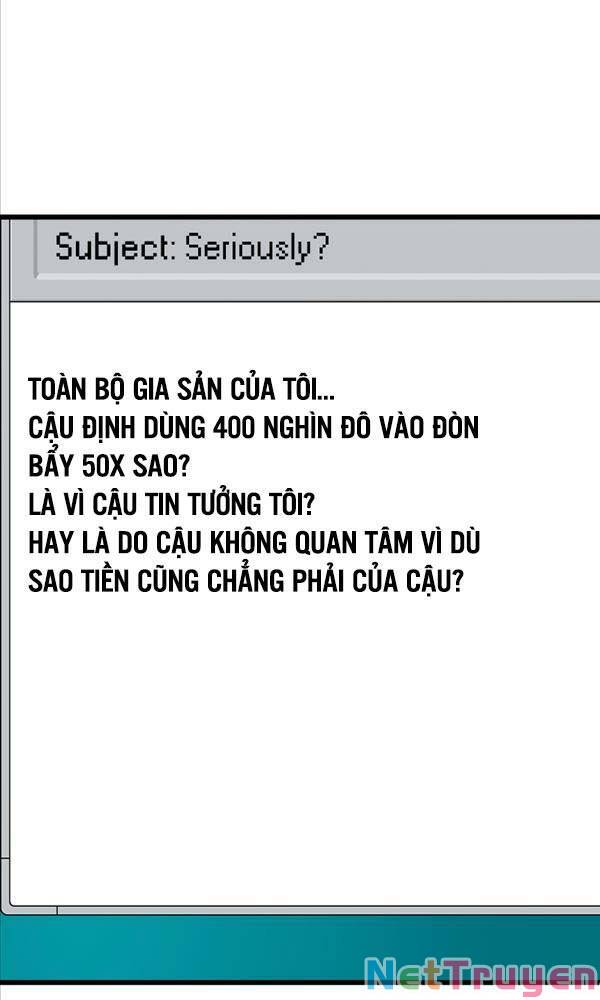 Subject: Seriously?
TOÀN BỘ GIA SẢN CỦA TÔI...
CẬU ĐỊNH DÙNG 400 NGHÌN ĐÔ VÀO ĐÒN
BẨY 50X SAO?
LÀ VÌ CẬU TIN TƯỞNG TÔI?
HAY LÀ DO CẬU KHÔNG QUAN TÂM VÌ DÙ
SAO TIỀN CŨNG CHẲNG PHẢI CỦA CẬU?
NetTruyen